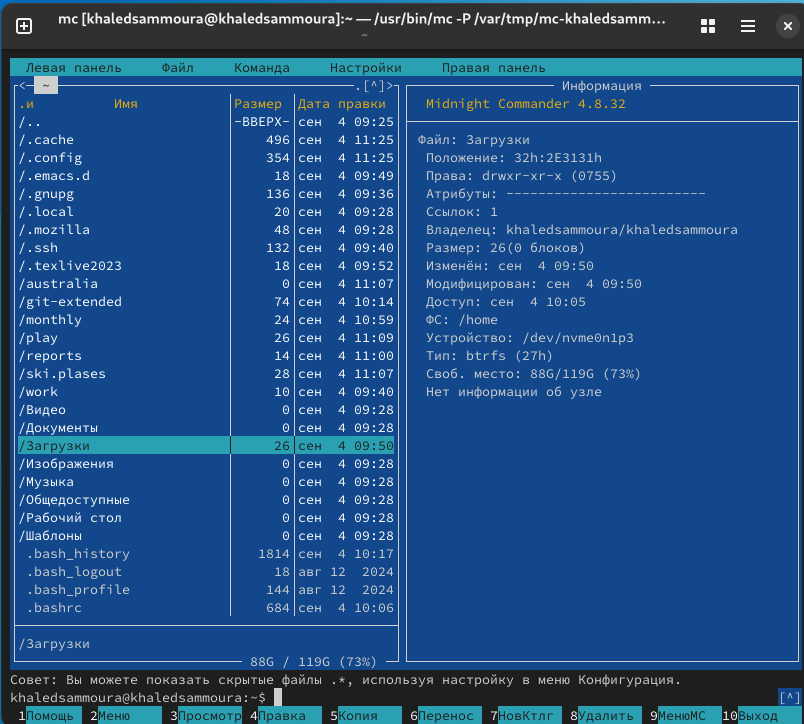 mc [khaledsammoura@khaledsammoura]:~ — /usr/bin/mc -P /var/tmp/mc-khaledsamm…
~
Левая панель Файл Команда Настройки Правая панель
<─ ~ .[^]>
.и Имя Размер Дата правки
/.. -ВВЕРХ- сен 4 09:25
/.cache 496 сен 4 11:25
/.config 354 сен 4 11:25
/.emacs.d 18 сен 4 09:49
/.gnupg 136 сен 4 09:36
/.local 20 сен 4 09:28
/.mozilla 48 сен 4 09:28
/.ssh 132 сен 4 09:40
/.texlive2023 18 сен 4 09:52
/australia 0 сен 4 11:07
/git-extended 74 сен 4 10:14
/monthly 24 сен 4 10:59
/play 26 сен 4 11:09
/reports 14 сен 4 11:00
/ski.plases 28 сен 4 11:07
/work 10 сен 4 09:40
/Видео 0 сен 4 09:28
/Документы 0 сен 4 09:28
/Загрузки 26 сен 4 09:50
/Изображения 0 сен 4 09:28
/Музыка 0 сен 4 09:28
/Общедоступные 0 сен 4 09:28
/Рабочий стол 0 сен 4 09:28
/Шаблоны 0 сен 4 09:28
.bash_history 1814 сен 4 10:17
.bash_logout 18 авг 12 2024
.bash_profile 144 авг 12 2024
.bashrc 684 сен 4 10:06
/Загрузки
88G / 119G (73%)
Информация
Midnight Commander 4.8.32
Файл: Загрузки
Положение: 32h:2E3131h
Права: drwxr-xr-x (0755)
Атрибуты: -------------------------
Ссылок: 1
Владелец: khaledsammoura/khaledsammoura
Размер: 26(0 блоков)
Изменён: сен 4 09:50
Модифицирован: сен 4 09:50
Доступ: сен 4 10:05
ФС: /home
Устройство: /dev/nvme0n1p3
Тип: btrfs (27h)
Своб. место: 88G/119G (73%)
Нет информации об узле
Совет: Вы можете показать скрытые файлы .*, используя настройку в меню Конфигурация.
khaledsammoura@khaledsammoura:~$ [^]
1Помощь 2Меню 3Просмотр 4Правка 5Копия 6Перенос 7НовКтлг 8Удалить 9МенюМС 10Выход